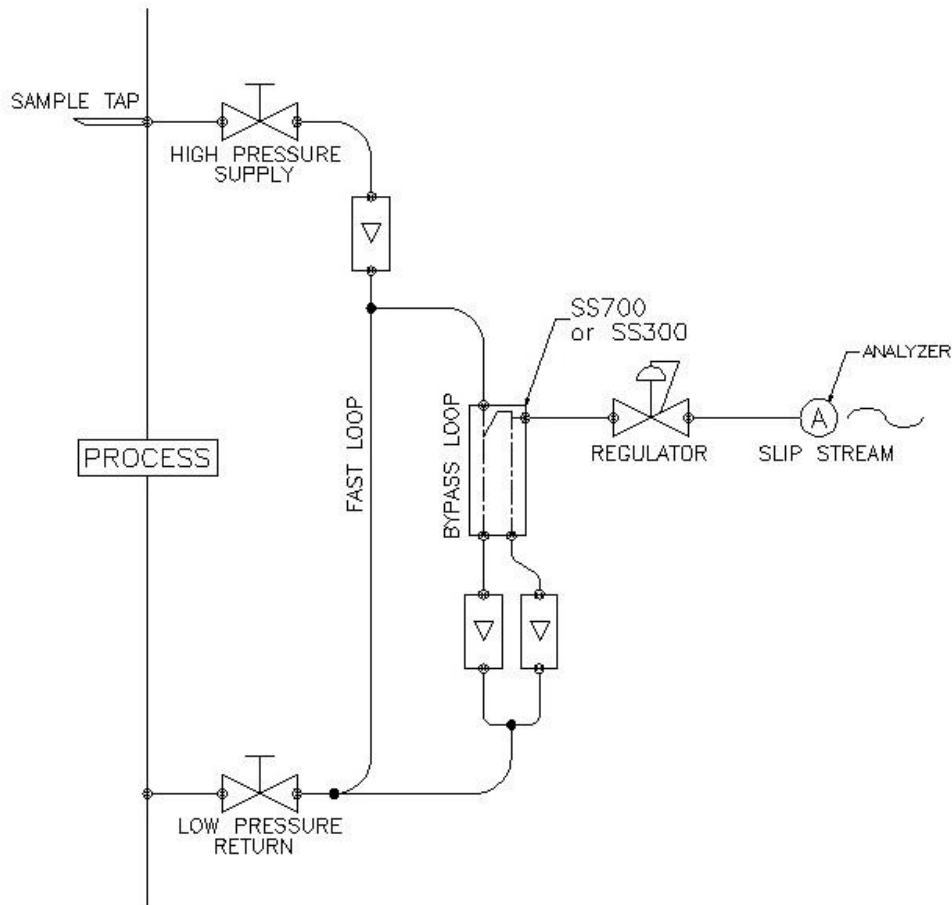 SAMPLE TAP
HIGH PRESSURE
SUPPLY
SS700
or SS300
ANALYZER
FAST LOOP
BYPASS LOOP
A
REGULATOR
SLIP STREAM
PROCESS
LOW PRESSURE
RETURN